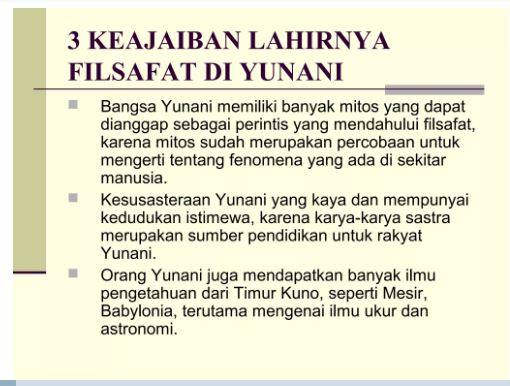 3 KEAJAIBAN LAHIRNYA
FILSAFAT DI YUNANI
Bangsa Yunani memiliki banyak mitos yang dapat
dianggap sebagai perintis yang mendahului filsafat,
karena mitos sudah merupakan percobaan untuk
mengerti tentang fenomena yang ada di sekitar
manusia.
Kesusasteraan Yunani yang kaya dan mempunyai
kedudukan istimewa, karena karya-karya sastra
merupakan sumber pendidikan untuk rakyat
Yunani.
Orang Yunani juga mendapatkan banyak ilmu
pengetahuan dari Timur Kuno, seperti Mesir,
Babylonia, terutama mengenai ilmu ukur dan
astronomi.